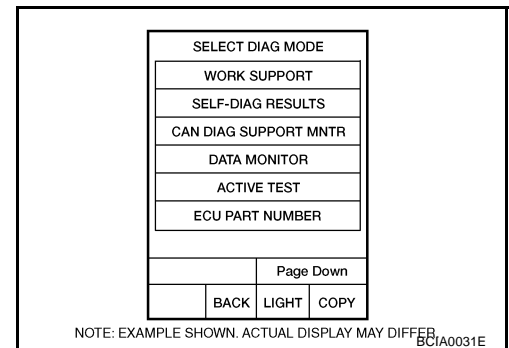 SELECT DIAG MODE
WORK SUPPORT
SELF-DIAG RESULTS
CAN DIAG SUPPORT MNTR
DATA MONITOR
ACTIVE TEST
ECU PART NUMBER
Page Down
BACK LIGHT COPY
NOTE: EXAMPLE SHOWN. ACTUAL DISPLAY MAY DIFFER.
BCIA0031E